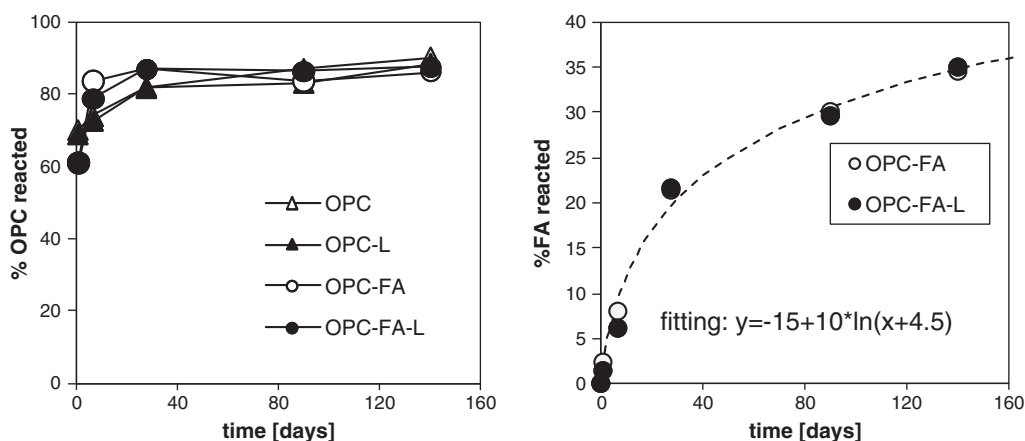 100
80
60
40
20
0
% OPC reacted
OPC
OPC-L
OPC-FA
OPC-FA-L
0 40 80 120 160
time [days]
40
35
30
25
20
15
10
5
0
%FA reacted
OPC-FA
OPC-FA-L
fitting: y=-15+10*ln(x+4.5)
0 40 80 120 160
time [days]